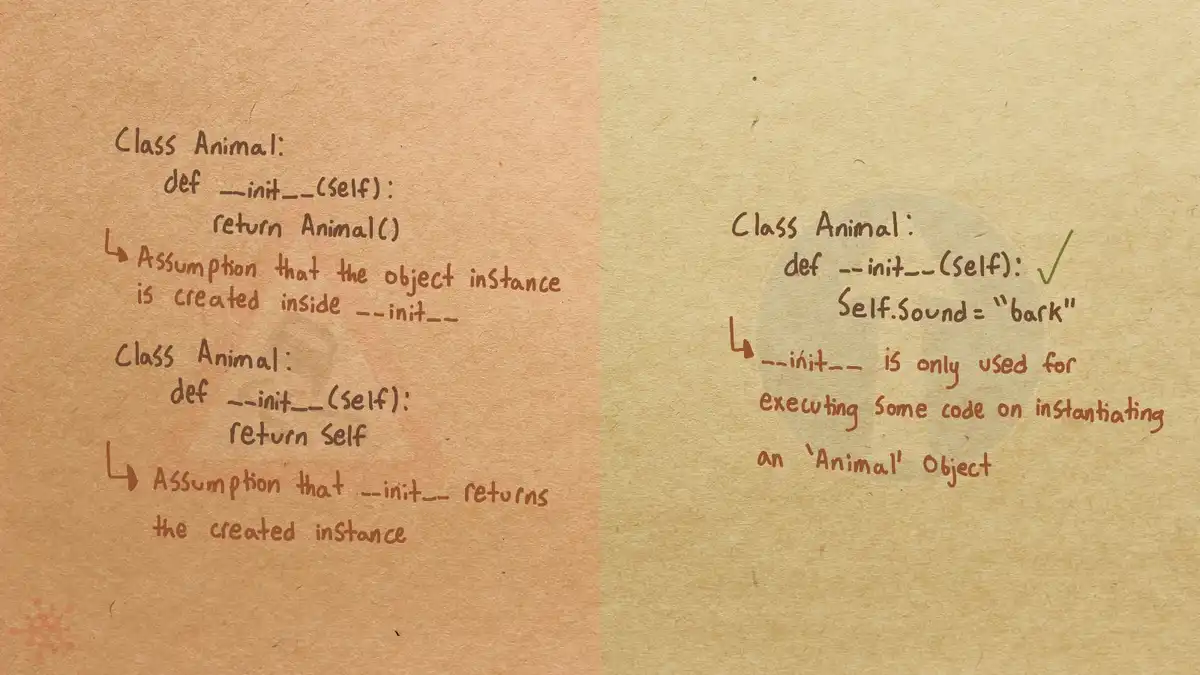 Class Animal:
def __init__(self):
return Animal()
↳ Assumption that the object instance
is created inside __init__
Class Animal:
def __init__(self):
return Self
↳ Assumption that __init__ returns
the created instance
Class Animal:
def __init__(self): ✓
Self.Sound = "bark"
↳ __init__ is only used for
executing Some code on instantiating
an 'Animal' Object